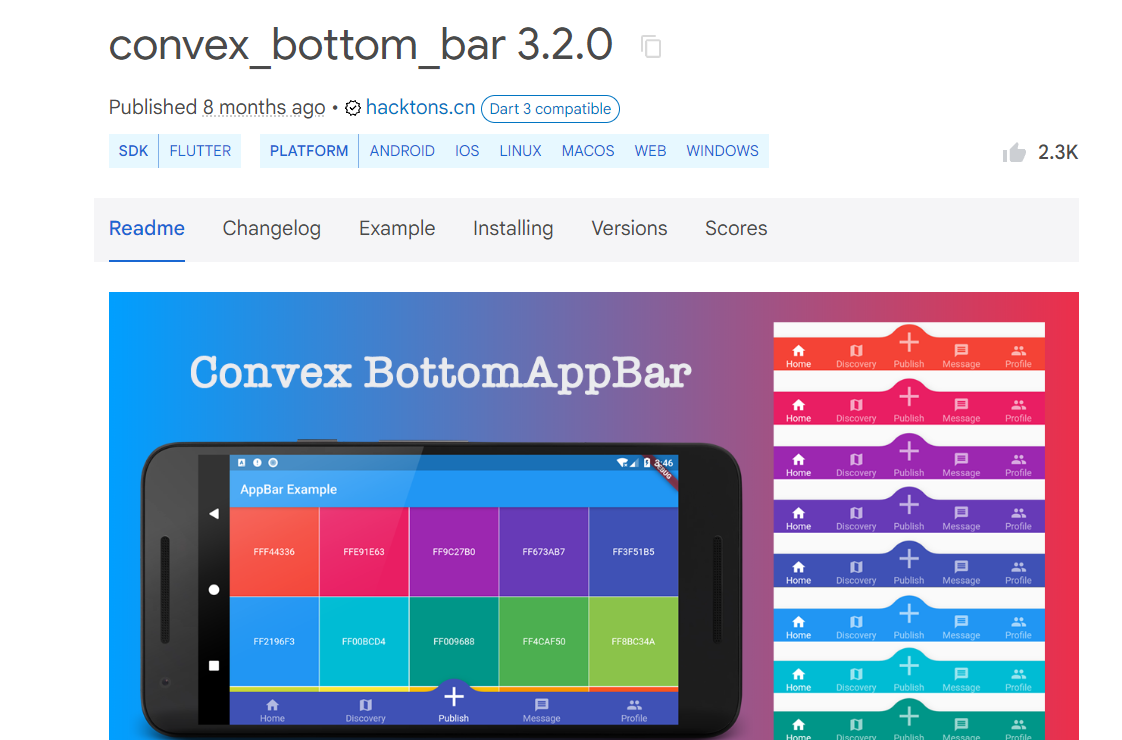 convex_bottom_bar 3.2.0
Published 8 months ago • hacktons.cn Dart 3 compatible
SDK FLUTTER PLATFORM ANDROID IOS LINUX MACOS WEB WINDOWS 2.3K
Readme Changelog Example Installing Versions Scores
Convex BottomAppBar
3:46
DEBUG
AppBar Example
FFF44336 FFE91E63 FF9C27B0 FF673AB7 FF3F51B5
FF2196F3 FF00BCD4 FF009688 FF4CAF50 FF8BC34A
Home Discovery Publish Message Profile
Home Discovery Publish Message Profile
Home Discovery Publish Message Profile
Home Discovery Publish Message Profile
Home Discovery Publish Message Profile
Home Discovery Publish Message Profile
Home Discovery Publish Message Profile
Home Discovery Publish Message Profile
Home Discovery Publish Message Profile